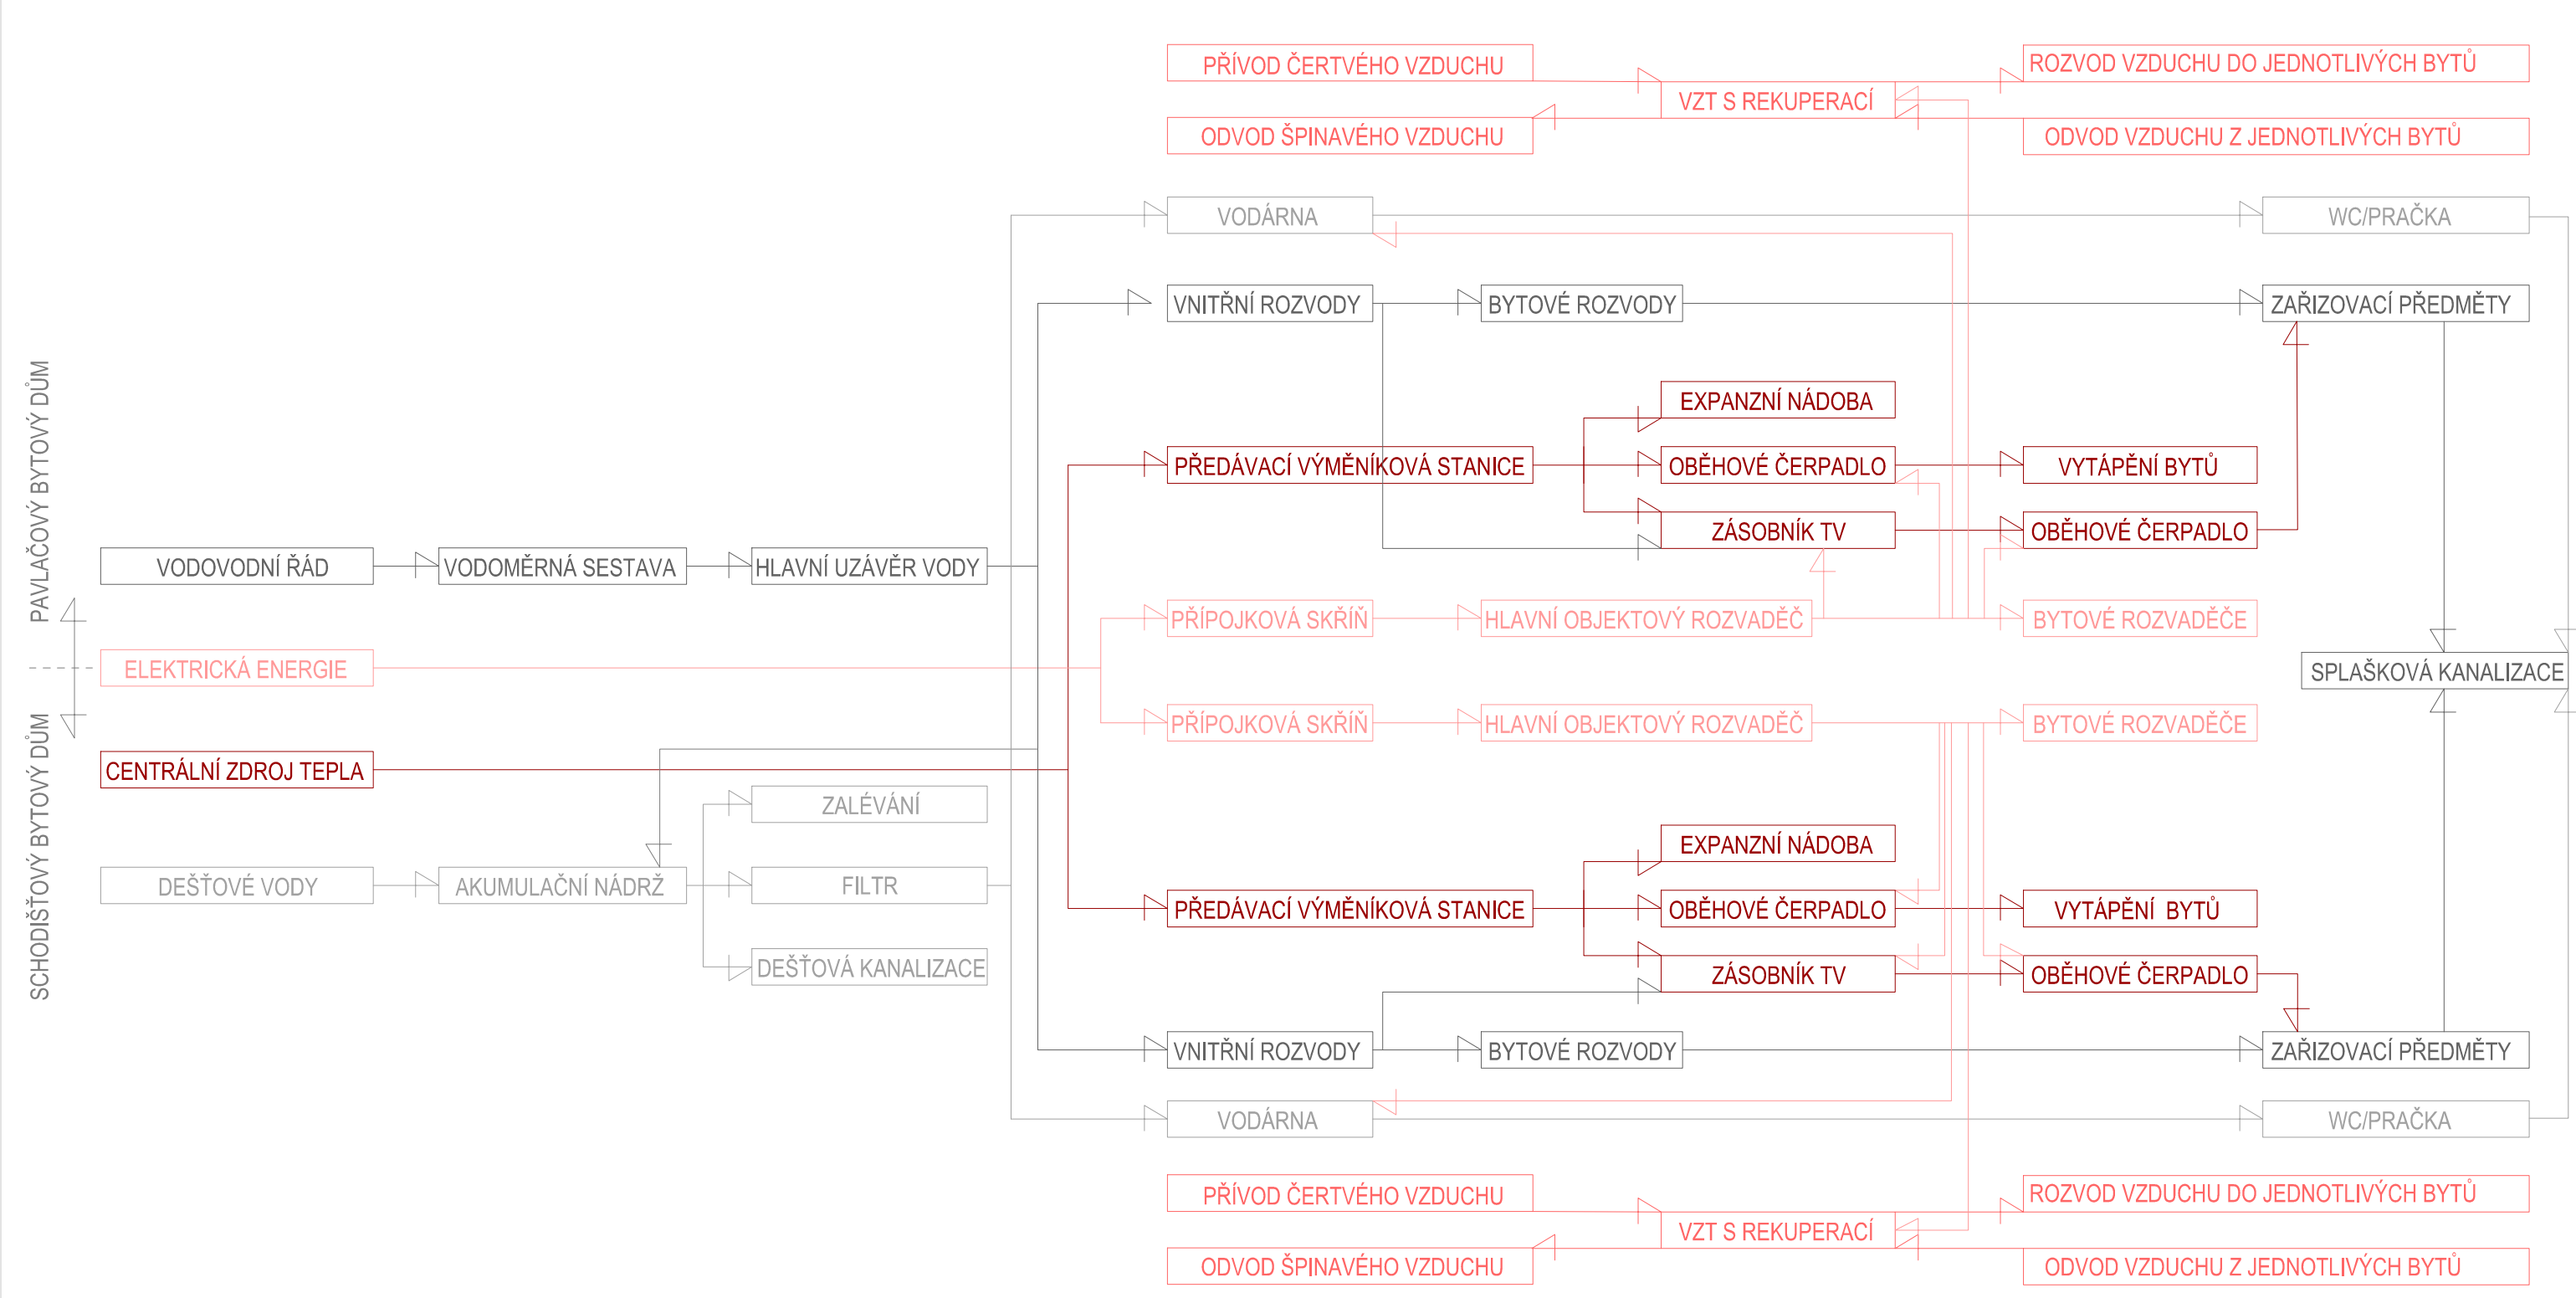 PŘÍVOD ČERTVÉHO VZDUCHU
ROZVOD VZDUCHU DO JEDNOTLIVÝCH BYTŮ
VZT S REKUPERACÍ
ODVOD ŠPINAVÉHO VZDUCHU
ODVOD VZDUCHU Z JEDNOTLIVÝCH BYTŮ
VODÁRNA
WC/PRAČKA
VNITŘNÍ ROZVODY
BYTOVÉ ROZVODY
ZAŘIZOVACÍ PŘEDMĚTY
PAVLAČOVÝ BYTOVÝ DŮM
EXPANZNÍ NÁDOBA
PŘEDÁVACÍ VÝMĚNÍKOVÁ STANICE
OBĚHOVÉ ČERPADLO
VYTÁPĚNÍ BYTŮ
ZÁSOBNÍK TV
OBĚHOVÉ ČERPADLO
VODOVODNÍ ŘÁD
VODOMĚRNÁ SESTAVA
HLAVNÍ UZÁVĚR VODY
PŘÍPOJKOVÁ SKŘÍŇ
HLAVNÍ OBJEKTOVÝ ROZVADĚČ
BYTOVÉ ROZVADĚČE
ELEKTRICKÁ ENERGIE
SPLAŠKOVÁ KANALIZACE
PŘÍPOJKOVÁ SKŘÍŇ
HLAVNÍ OBJEKTOVÝ ROZVADĚČ
BYTOVÉ ROZVADĚČE
SCHODIŠŤOVÝ BYTOVÝ DŮM
CENTRÁLNÍ ZDROJ TEPLA
ZALÉVÁNÍ
EXPANZNÍ NÁDOBA
DEŠŤOVÉ VODY
AKUMULAČNÍ NÁDRŽ
FILTR
PŘEDÁVACÍ VÝMĚNÍKOVÁ STANICE
OBĚHOVÉ ČERPADLO
VYTÁPĚNÍ BYTŮ
DEŠŤOVÁ KANALIZACE
ZÁSOBNÍK TV
OBĚHOVÉ ČERPADLO
VNITŘNÍ ROZVODY
BYTOVÉ ROZVODY
ZAŘIZOVACÍ PŘEDMĚTY
VODÁRNA
WC/PRAČKA
PŘÍVOD ČERTVÉHO VZDUCHU
ROZVOD VZDUCHU DO JEDNOTLIVÝCH BYTŮ
VZT S REKUPERACÍ
ODVOD ŠPINAVÉHO VZDUCHU
ODVOD VZDUCHU Z JEDNOTLIVÝCH BYTŮ